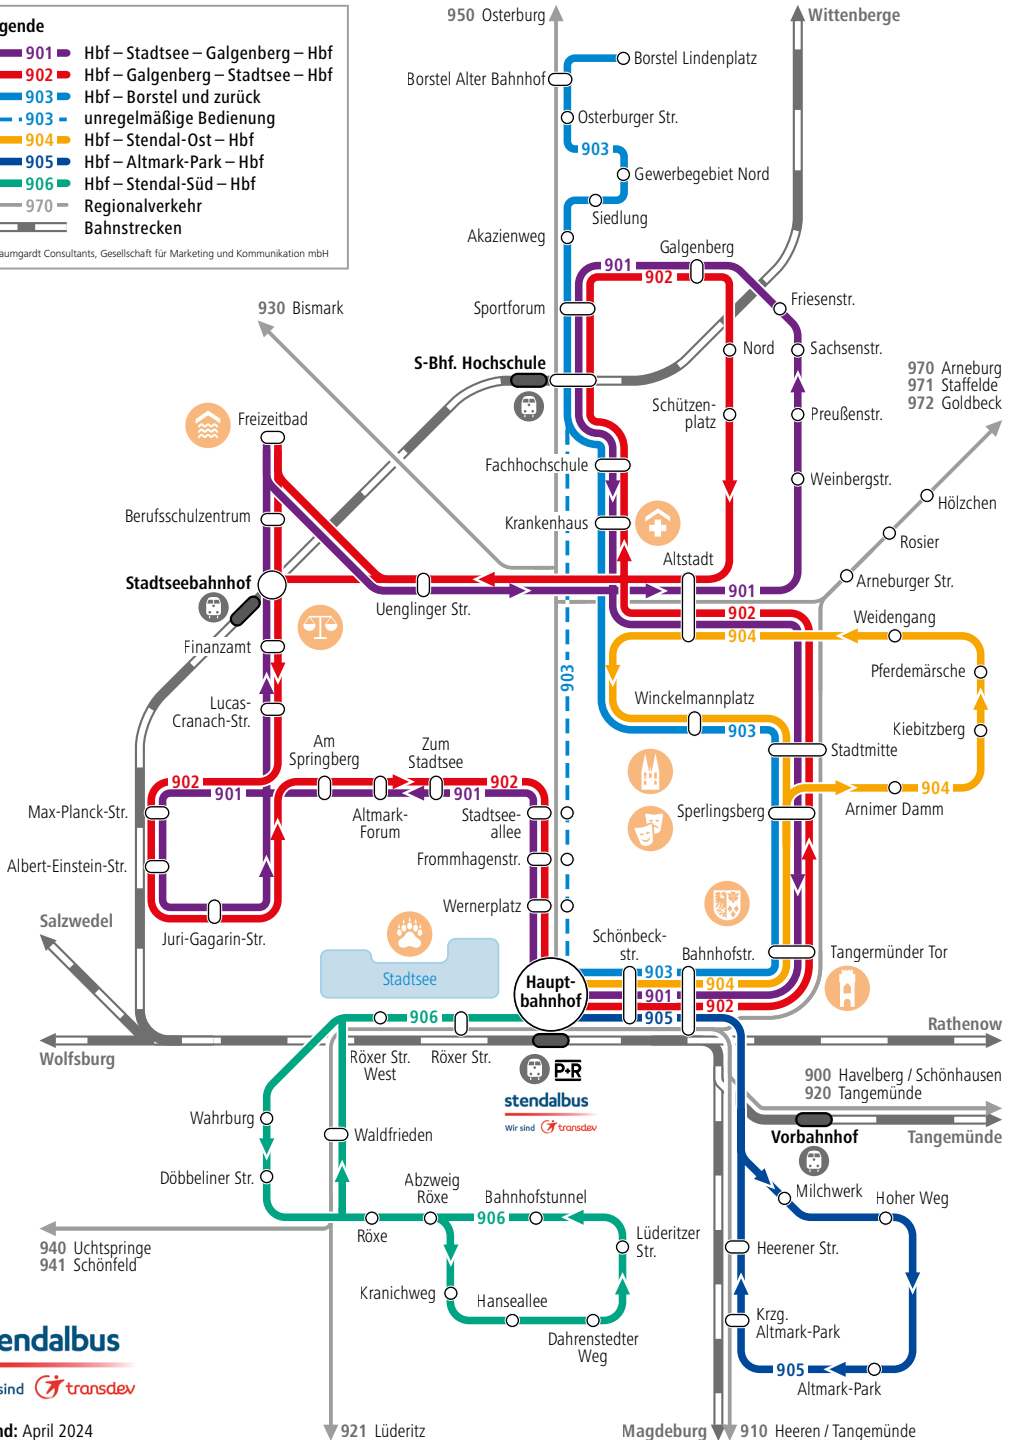 gende
901 Hbf – Stadtsee – Galgenberg – Hbf
902 Hbf – Galgenberg – Stadtsee – Hbf
903 Hbf – Borstel und zurück
903 unregelmäßige Bedienung
904 Hbf – Stendal-Ost – Hbf
905 Hbf – Altmark-Park – Hbf
906 Hbf – Stendal-Süd – Hbf
970 Regionalverkehr
Bahnstrecken
aumgardt Consultants, Gesellschaft für Marketing und Kommunikation mbH
950 Osterburg
Wittenberge
Borstel Lindenplatz
Borstel Alter Bahnhof
Osterburger Str.
903
Gewerbegebiet Nord
Siedlung
Akazienweg
Galgenberg
901
902
930 Bismark
Sportforum
Friesenstr.
S-Bhf. Hochschule
Nord
Sachsenstr.
970 Arneburg
971 Staffelde
972 Goldbeck
Freizeitbad
Schützen-
platz
Preußenstr.
Fachhochschule
Weinbergstr.
Hölzchen
Berufsschulzentrum
Krankenhaus
Rosier
Altstadt
Stadtseebahnhof
Arneburger Str.
Uenglinger Str.
901
902
904
Weidengang
Finanzamt
Pferdemärsche
903
Lucas-
Cranach-Str.
Winckelmannplatz
903
Kiebitzberg
Stadtmitte
Am
Springberg
Zum
Stadtsee
902
901
902
901
904
Max-Planck-Str.
Altmark-
Forum
Stadtsee-
allee
Sperlingsberg
Arnimer Damm
Albert-Einstein-Str.
Frommhagenstr.
Wernerplatz
Salzwedel
Juri-Gagarin-Str.
Schönbeck-
str.
Bahnhofstr.
Tangermünder Tor
Stadtsee
Haupt-
bahnhof
903
904
901
902
905
906
Rathenow
Wolfsburg
Röxer Str.
West
Röxer Str.
P+R
stendalbus
Wir sind transdev
900 Havelberg / Schönhausen
920 Tangemünde
Wahrburg
Waldfrieden
Vorbahnhof
Tangemünde
Döbbeliner Str.
Abzweig
Röxe
Bahnhofstunnel
Milchwerk
Hoher Weg
906
Röxe
Lüderitzer
Str.
940 Uchtspringe
941 Schönfeld
Heerener Str.
Kranichweg
Hanseallee
Dahrenstedter
Weg
Krzg.
Altmark-Park
endalbus
sind transdev
905
Altmark-Park
nd: April 2024
921 Lüderitz
Magdeburg
910 Heeren / Tangemünde